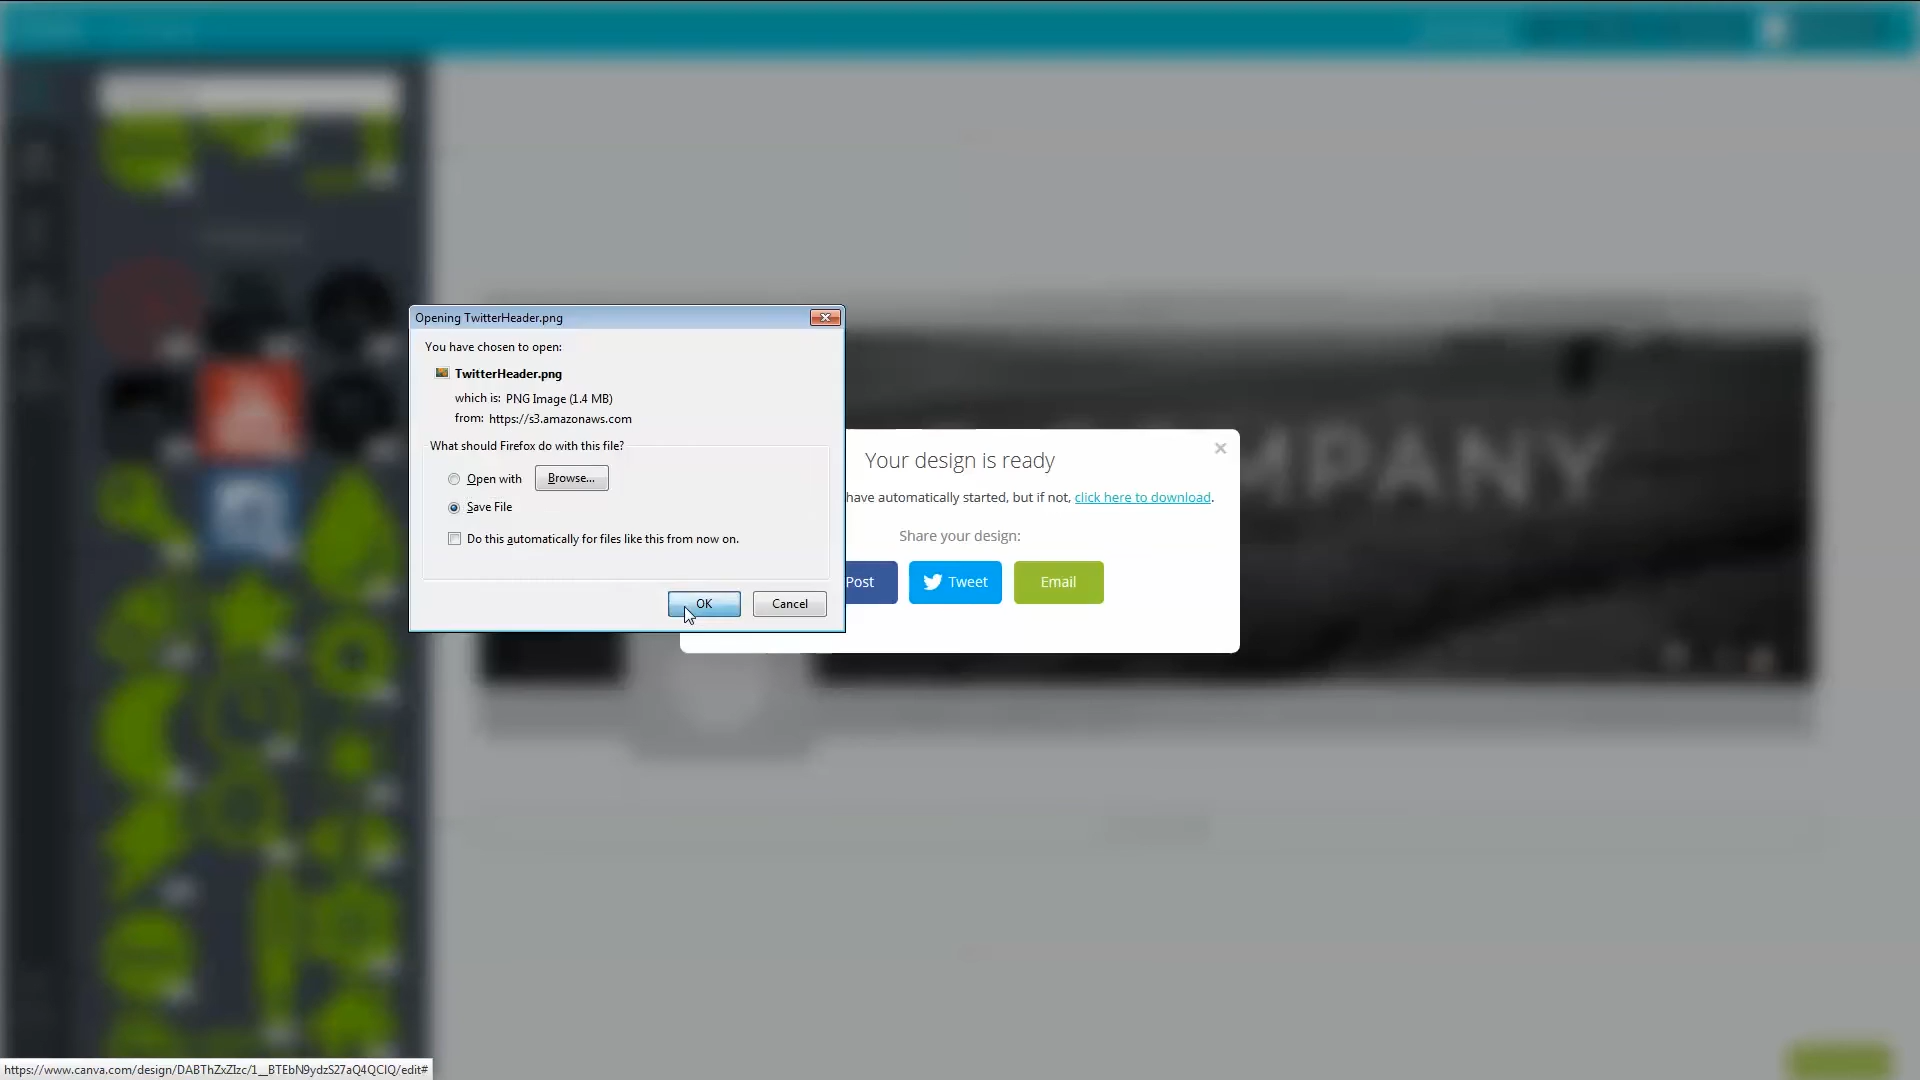 Opening TwitterHeader.png
You have chosen to open:
TwitterHeader.png
which is: PNG Image (1.4 MB)
from: https://s3.amazonaws.com
What should Firefox do with this file?
Open with
Browse...
Save File
Do this automatically for files like this from now on.
OK
Cancel
MPANY
Your design is ready
have automatically started, but if not, click here to download.
Share your design:
Post
Tweet
Email
https://www.canva.com/design/DABThZxZIzc/1__BTEbN9ydzS27aQ4QCIQ/edit#